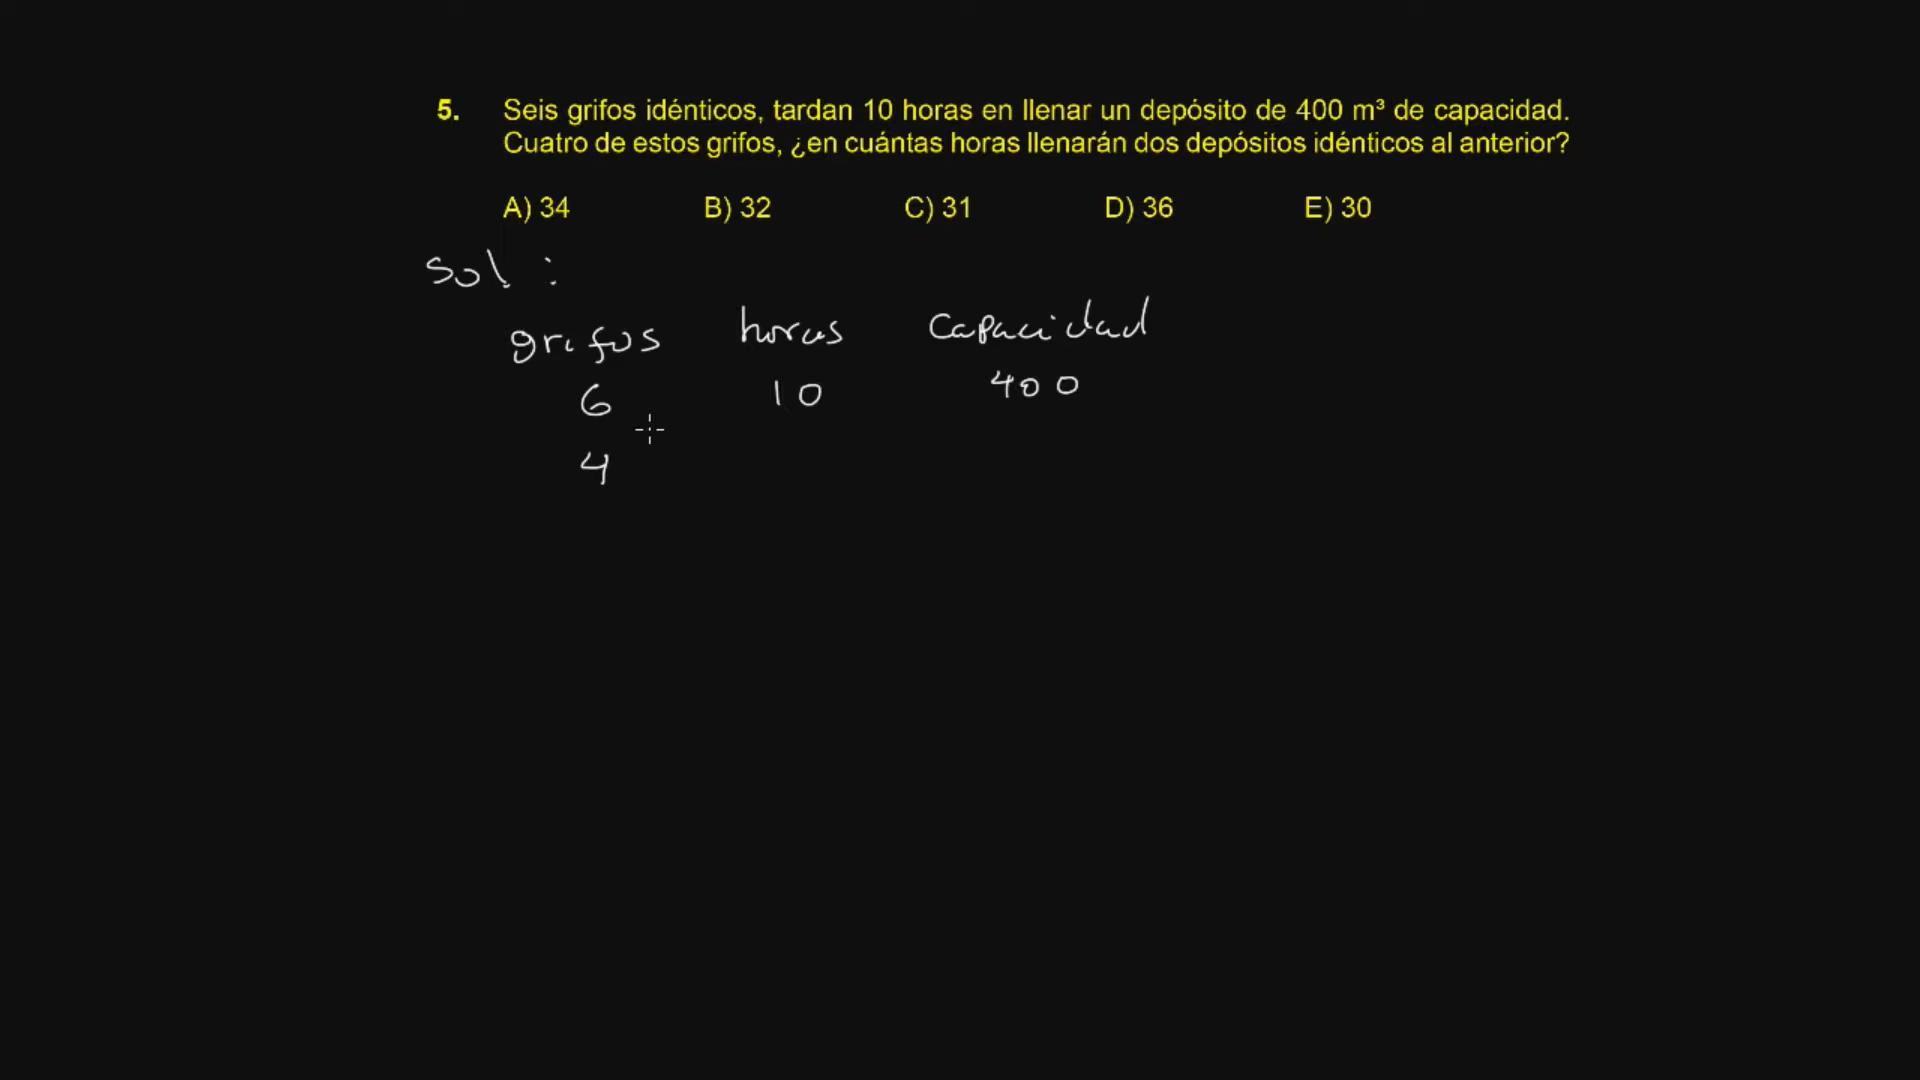 5. Seis grifos idénticos, tardan 10 horas en llenar un depósito de 400 m³ de capacidad.
Cuatro de estos grifos, ¿en cuántas horas llenarán dos depósitos idénticos al anterior?
A) 34 B) 32 C) 31 D) 36 E) 30
Sol :
grifos horas capacidad
6 10 400
4